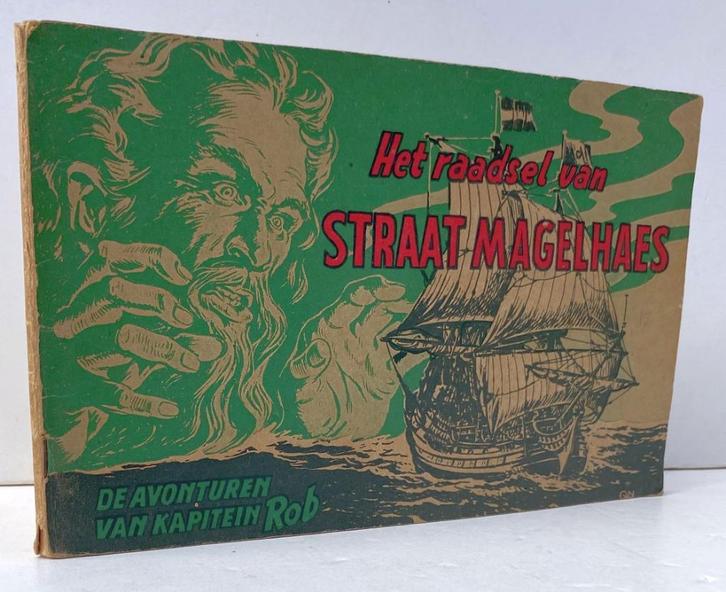 Het raadsel van
STRAAT MAGELHAES
DE AVONTUREN
VAN KAPITEIN Rob